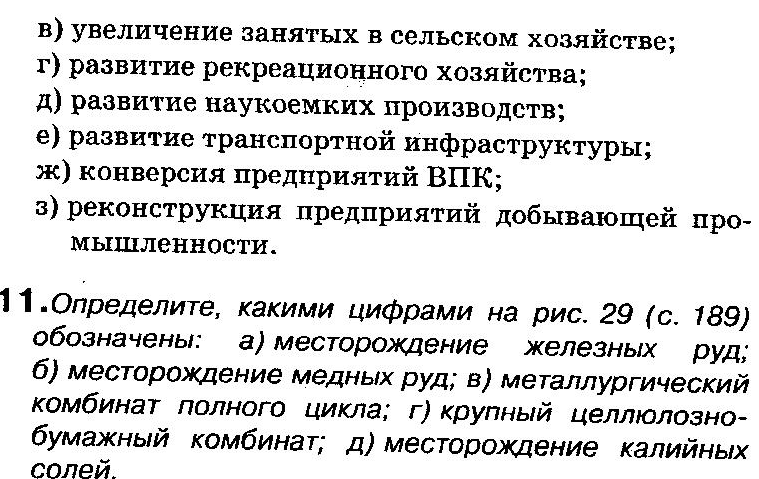 в) увеличение занятых в сельском хозяйстве;
г) развитие рекреационного хозяйства;
д) развитие наукоемких производств;
е) развитие транспортной инфраструктуры;
ж) конверсия предприятий ВПК;
з) реконструкция предприятий добывающей про-
мышленности.
11. Определите, какими цифрами на рис. 29 (с. 189)
обозначены: а) месторождение железных руд;
б) месторождение медных руд; в) металлургический
комбинат полного цикла; г) крупный целлюлозно-
бумажный комбинат; д) месторождение калийных
солей.